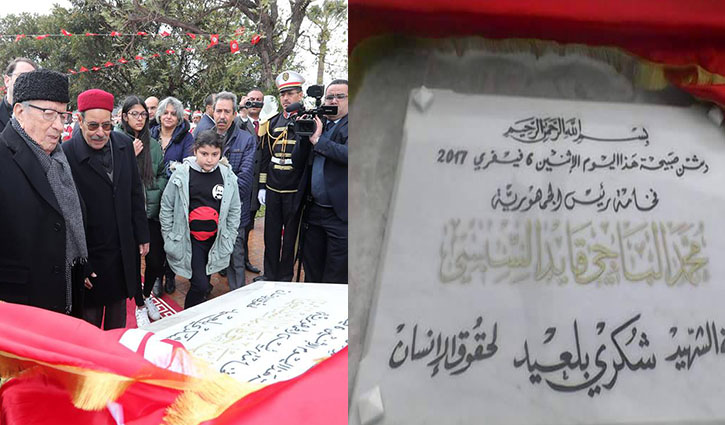 بسم الله الرحمن الرحيم
دشن صبيحة هذا اليوم الإثنين 6 فيفري 2017
فخامة رئيس الجمهورية
محمد الباجي قايد السبسي
الشهيد شكري بلعيد لحقوق الإنسان